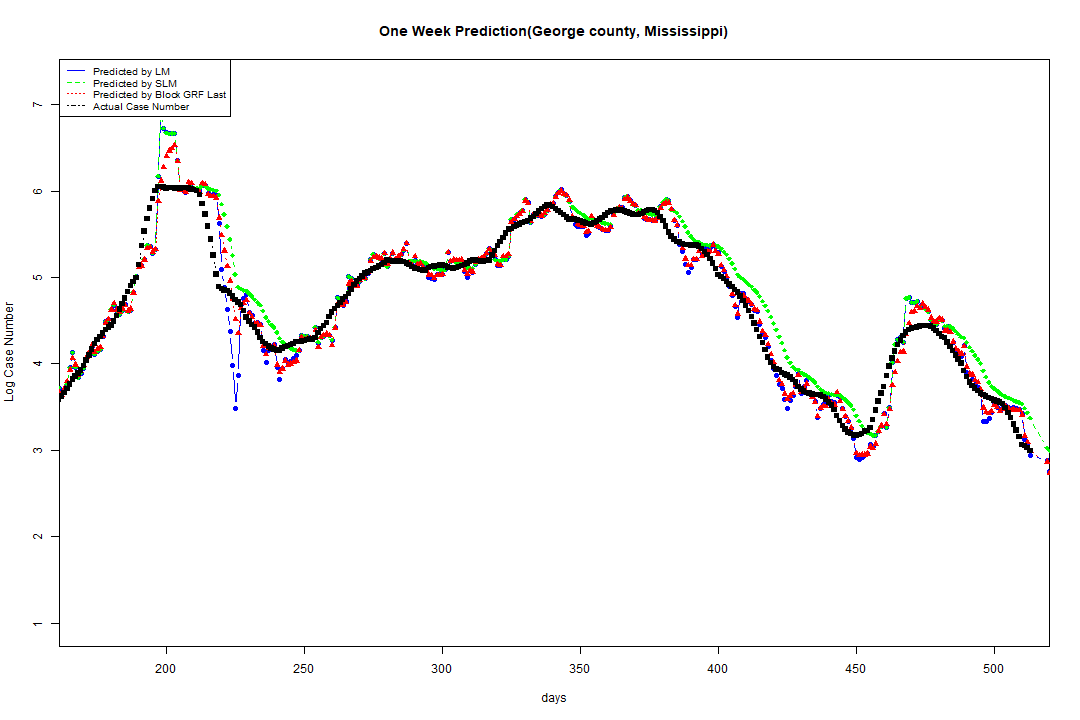 One Week Prediction(George county, Mississippi)
Predicted by LM
Predicted by SLM
Predicted by Block GRF Last
Actual Case Number
7
6
5
4
3
2
1
Log Case Number
200 250 300 350 400 450 500
days